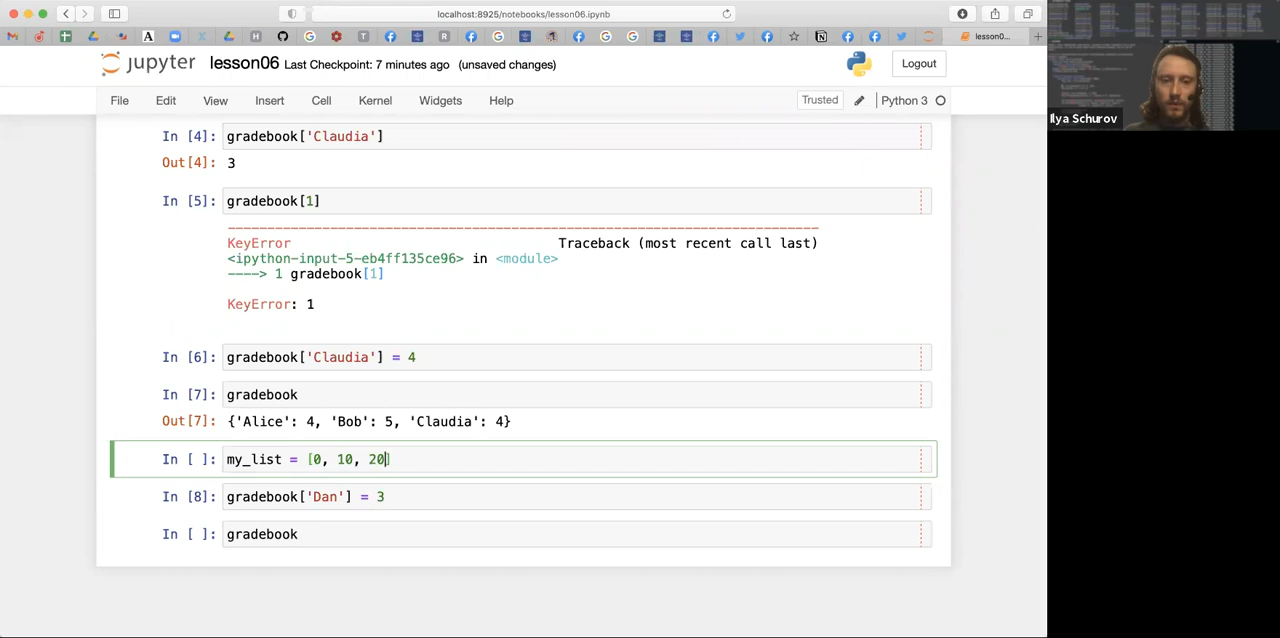 localhost:8925/notebooks/lesson06.ipynb
lesson0...
jupyter lesson06 Last Checkpoint: 7 minutes ago (unsaved changes)
Logout
File Edit View Insert Cell Kernel Widgets Help
Trusted Python 3
Ilya Schurov
In [4]: gradebook['Claudia']
Out[4]: 3
In [5]: gradebook[1]
---------------------------------------------------------------------------
KeyError Traceback (most recent call last)
<ipython-input-5-eb4ff135ce96> in <module>
----> 1 gradebook[1]
KeyError: 1
In [6]: gradebook['Claudia'] = 4
In [7]: gradebook
Out[7]: {'Alice': 4, 'Bob': 5, 'Claudia': 4}
In [ ]: my_list = [0, 10, 20]
In [8]: gradebook['Dan'] = 3
In [ ]: gradebook